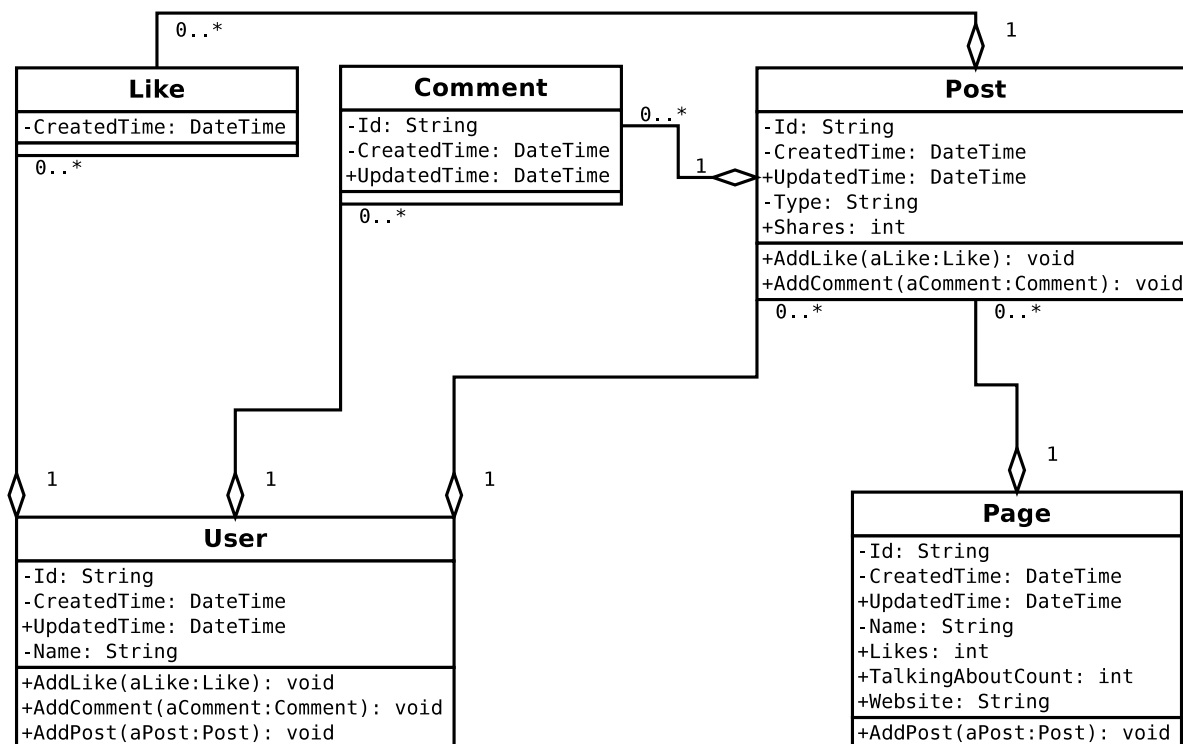 0..*
1
Like
-CreatedTime: DateTime
0..*
Comment
-Id: String
-CreatedTime: DateTime
+UpdatedTime: DateTime
0..*
0..*
1
Post
-Id: String
-CreatedTime: DateTime
+UpdatedTime: DateTime
-Type: String
+Shares: int
+AddLike(aLike:Like): void
+AddComment(aComment:Comment): void
0..*
0..*
1
1
1
1
User
-Id: String
-CreatedTime: DateTime
+UpdatedTime: DateTime
-Name: String
+AddLike(aLike:Like): void
+AddComment(aComment:Comment): void
+AddPost(aPost:Post): void
Page
-Id: String
-CreatedTime: DateTime
+UpdatedTime: DateTime
-Name: String
+Likes: int
+TalkingAboutCount: int
+Website: String
+AddPost(aPost:Post): void